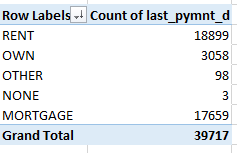 Row Labels Count of last_pymnt_d
RENT 18899
OWN 3058
OTHER 98
NONE 3
MORTGAGE 17659
Grand Total 39717